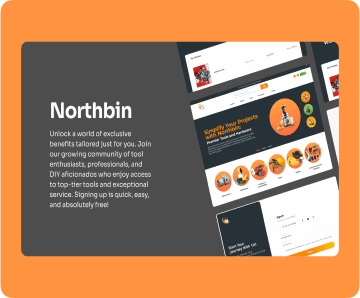 Northbin
Unlock a world of exclusive
benefits tailored just for you. Join
our growing community of tool
enthusiasts, professionals, and
DIY aficionados who enjoy access
to top-tier tools and exceptional
service. Signing up is quick, easy,
and absolutely free!
Simplify Your Projects
with Northbin:
Premier Tools and Hardware
Start Your
Journey With Us!